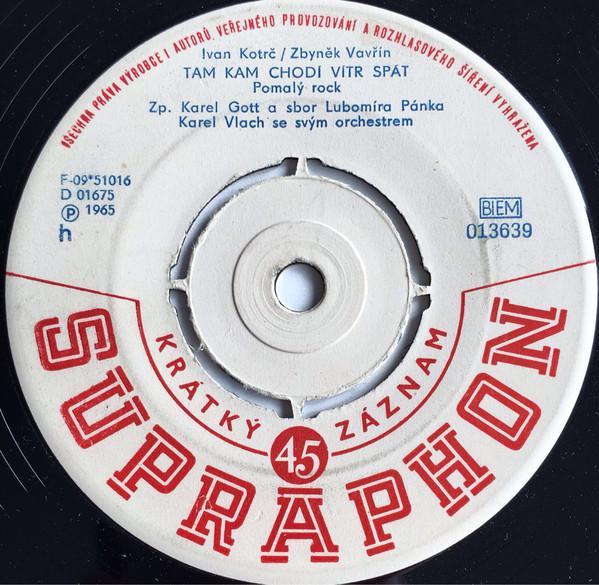 VŠECHNA PRÁVA VÝROBCE I AUTORŮ. VEŘEJNÉHO PROVOZOVÁNÍ A ROZHLASOVÉHO ŠÍŘENÍ VYHRAŽENA
Ivan Kotrč / Zbyněk Vavřín
TAM KAM CHODÍ VÍTR SPÁT
Pomalý rock
Zp. Karel Gott a sbor Lubomíra Pánka
Karel Vlach se svým orchestrem
F-09*51016
D 01675
Ⓟ 1965
h
BIEM
013639
KRÁTKÝ 45 ZÁZNAM
SUPRAPHON